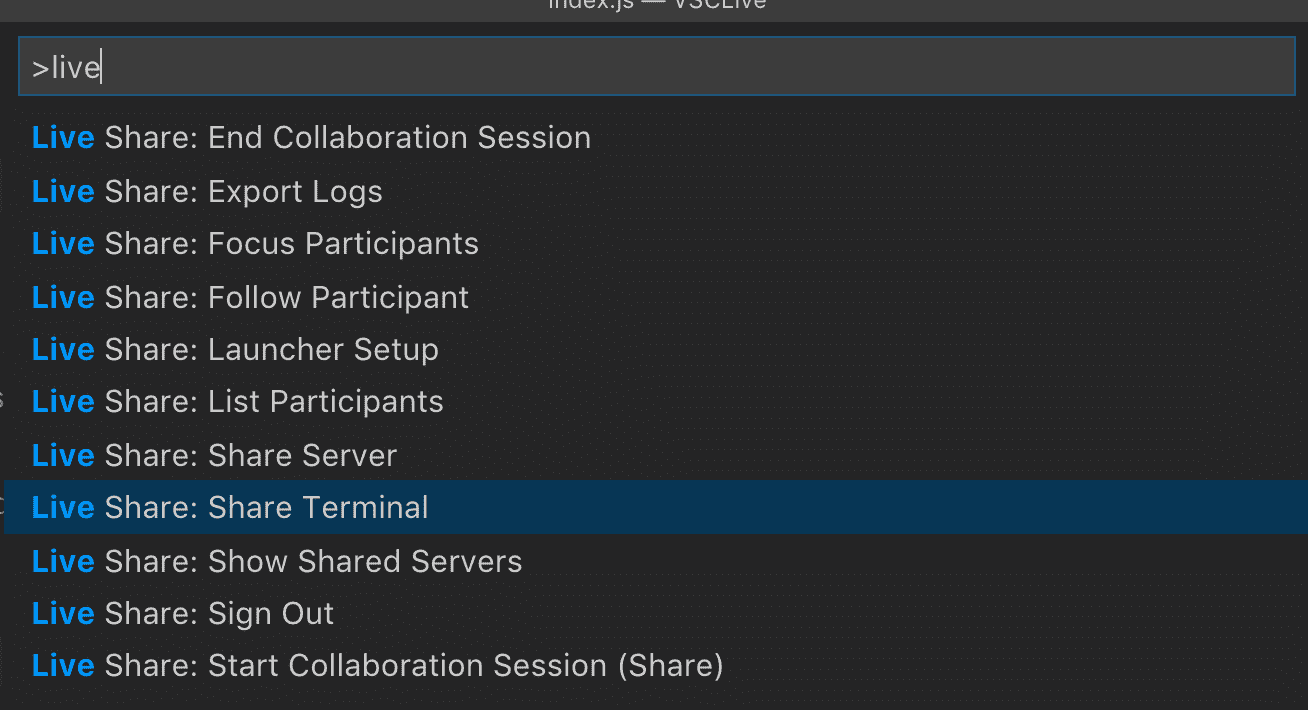 index.js — VSCLive
>live
Live Share: End Collaboration Session
Live Share: Export Logs
Live Share: Focus Participants
Live Share: Follow Participant
Live Share: Launcher Setup
Live Share: List Participants
Live Share: Share Server
Live Share: Share Terminal
Live Share: Show Shared Servers
Live Share: Sign Out
Live Share: Start Collaboration Session (Share)